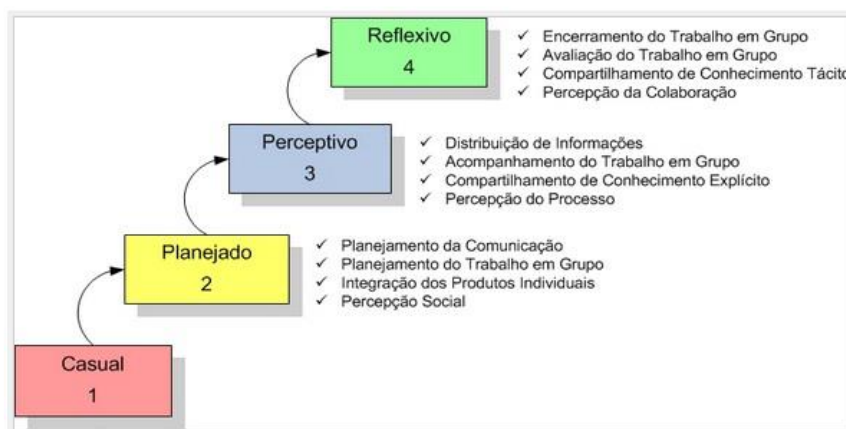 Reflexivo
4
✓ Encerramento do Trabalho em Grupo
✓ Avaliação do Trabalho em Grupo
✓ Compartilhamento de Conhecimento Tácito
✓ Percepção da Colaboração
Perceptivo
3
✓ Distribuição de Informações
✓ Acompanhamento do Trabalho em Grupo
✓ Compartilhamento de Conhecimento Explícito
✓ Percepção do Processo
Planejado
2
✓ Planejamento da Comunicação
✓ Planejamento do Trabalho em Grupo
✓ Integração dos Produtos Individuais
✓ Percepção Social
Casual
1